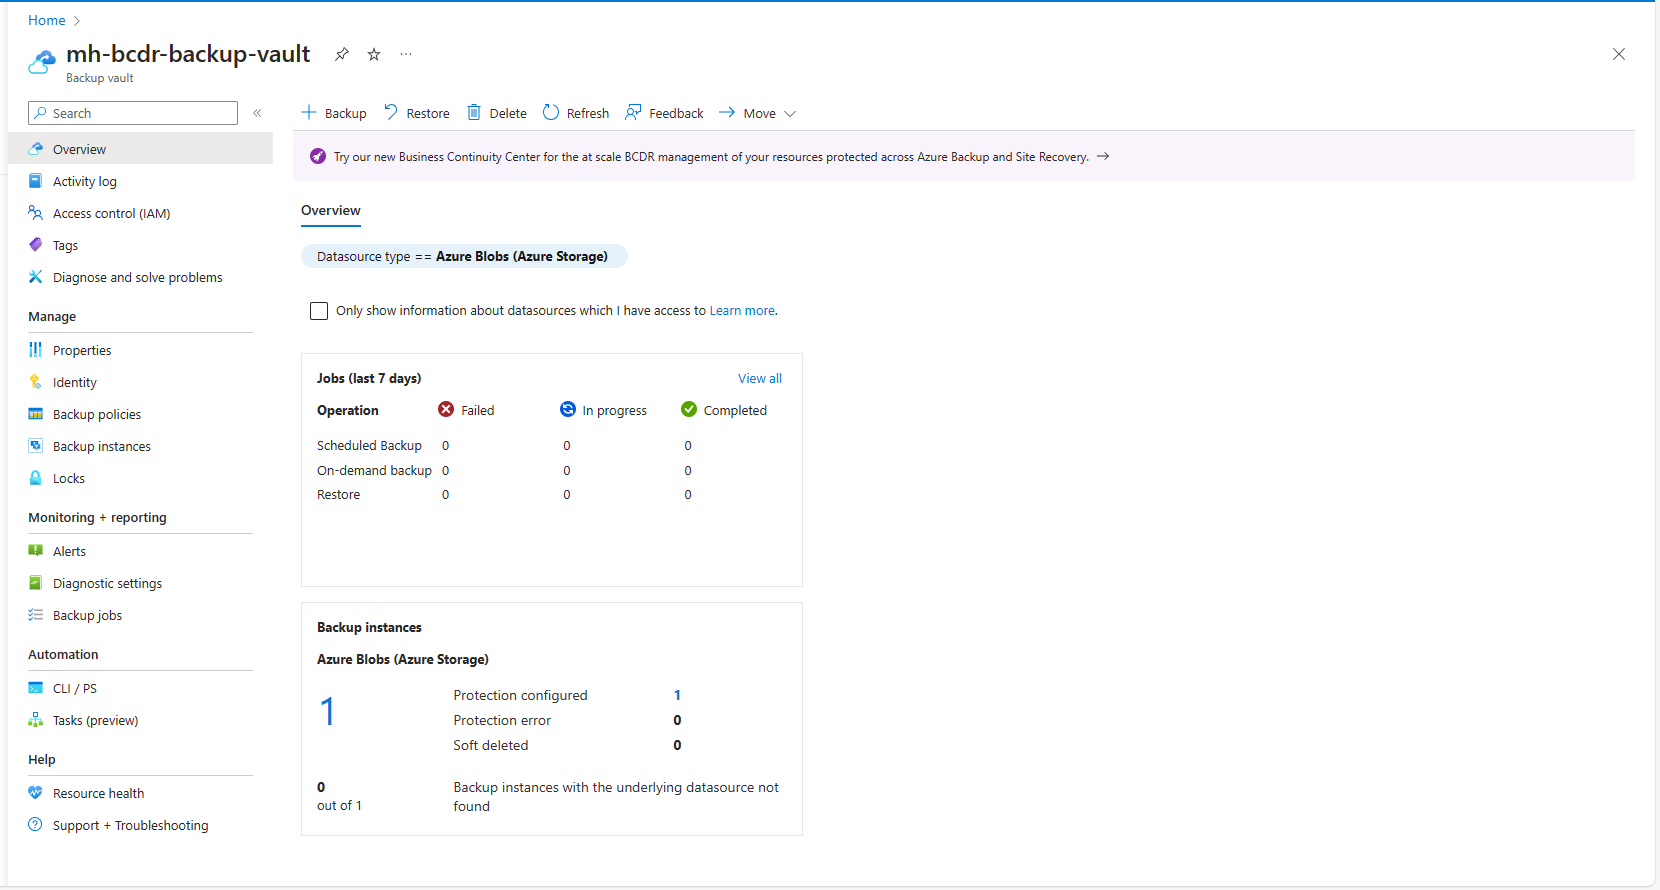 Home
mh-bcdr-backup-vault
Backup vault
Search
Overview
Activity log
Access control (IAM)
Tags
Diagnose and solve problems
Manage
Properties
Identity
Backup policies
Backup instances
Locks
Monitoring + reporting
Alerts
Diagnostic settings
Backup jobs
Automation
CLI / PS
Tasks (preview)
Help
Resource health
Support + Troubleshooting
Backup Restore Delete Refresh Feedback Move
Try our new Business Continuity Center for the at scale BCDR management of your resources protected across Azure Backup and Site Recovery.
Overview
Datasource type == Azure Blobs (Azure Storage)
Only show information about datasources which I have access to Learn more.
Jobs (last 7 days) View all
Operation Failed In progress Completed
Scheduled Backup 0 0 0
On-demand backup 0 0 0
Restore 0 0 0
Backup instances
Azure Blobs (Azure Storage)
1
Protection configured 1
Protection error 0
Soft deleted 0
0
out of 1
Backup instances with the underlying datasource not
found